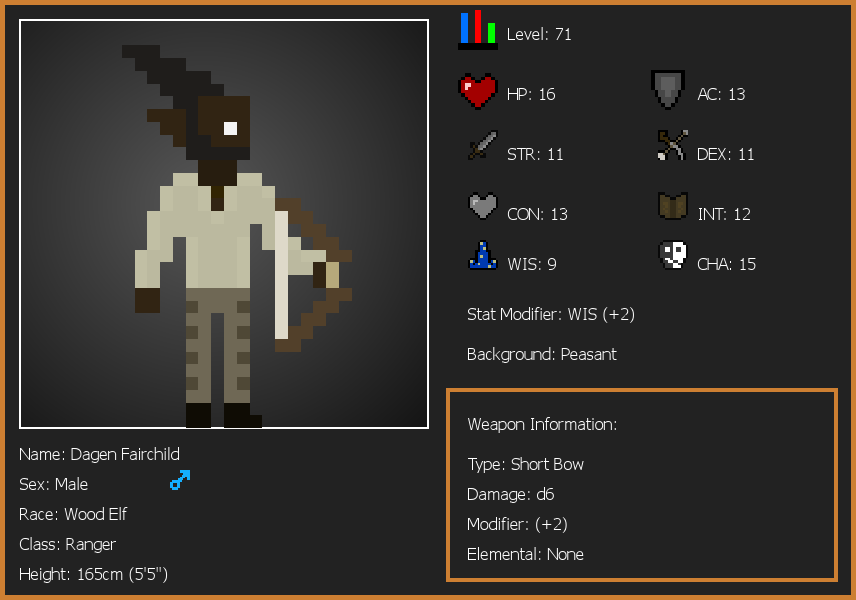 Level: 71
HP: 16
AC: 13
STR: 11
DEX: 11
CON: 13
INT: 12
WIS: 9
CHA: 15
Stat Modifier: WIS (+2)
Background: Peasant
Weapon Information:
Type: Short Bow
Damage: d6
Modifier: (+2)
Elemental: None
Name: Dagen Fairchild
Sex: Male
Race: Wood Elf
Class: Ranger
Height: 165cm (5'5")